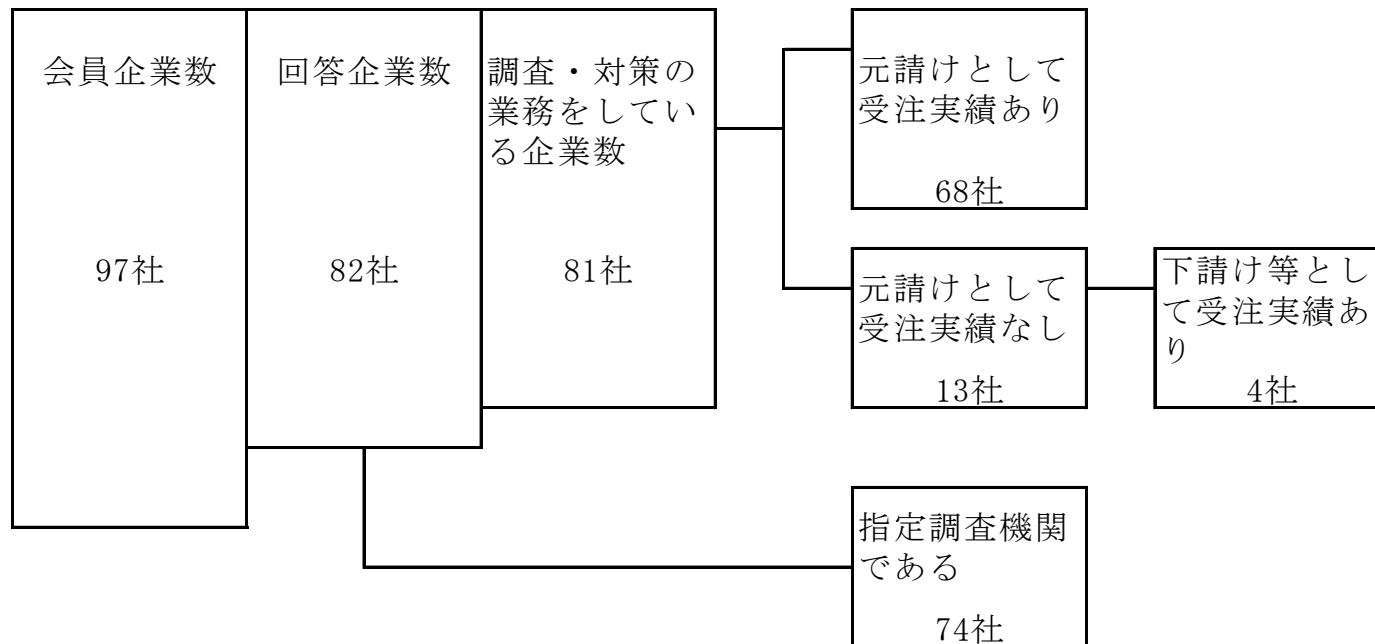 会員企業数
97社
回答企業数
82社
調査・対策の
業務をしてい
る企業数
81社
元請けとして
受注実績あり
68社
元請けとして
受注実績なし
13社
下請け等とし
て受注実績あ
り
4社
指定調査機関
である
74社